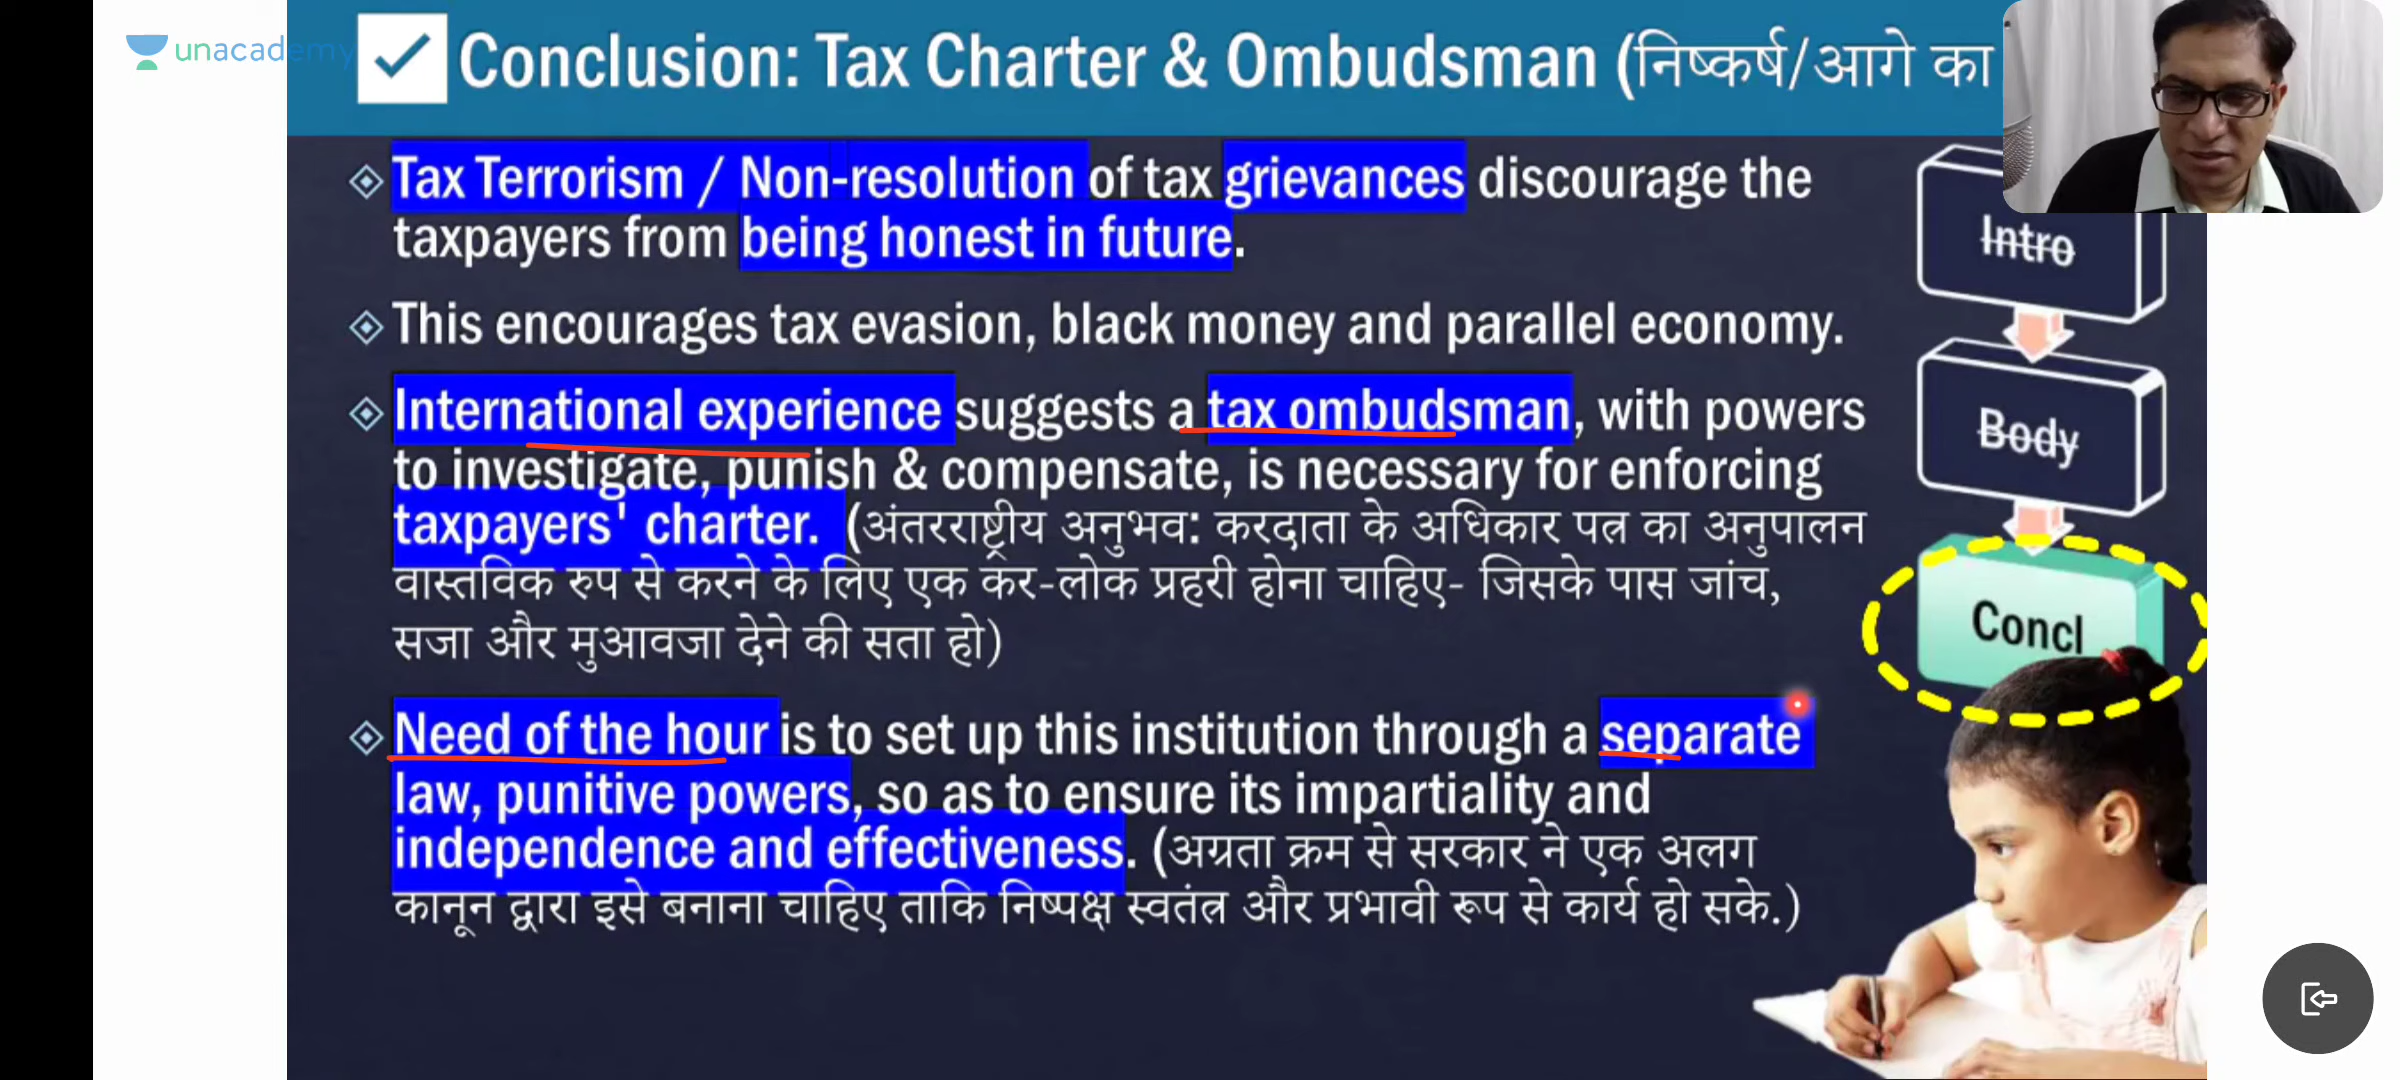 unacademy
Conclusion: Tax Charter & Ombudsman (निष्कर्ष/आगे का
Tax Terrorism / Non-resolution of tax grievances discourage the
taxpayers from being honest in future.
This encourages tax evasion, black money and parallel economy.
International experience suggests a tax ombudsman, with powers
to investigate, punish & compensate, is necessary for enforcing
taxpayers' charter. (अंतरराष्ट्रीय अनुभव: करदाता के अधिकार पत्र का अनुपालन
वास्तविक रुप से करने के लिए एक कर-लोक प्रहरी होना चाहिए- जिसके पास जांच,
सजा और मुआवजा देने की सता हो)
Need of the hour is to set up this institution through a separate
law, punitive powers, so as to ensure its impartiality and
independence and effectiveness. (अग्रता क्रम से सरकार ने एक अलग
कानून द्वारा इसे बनाना चाहिए ताकि निष्पक्ष स्वतंत्र और प्रभावी रूप से कार्य हो सके.)
Intro
Body
Concl